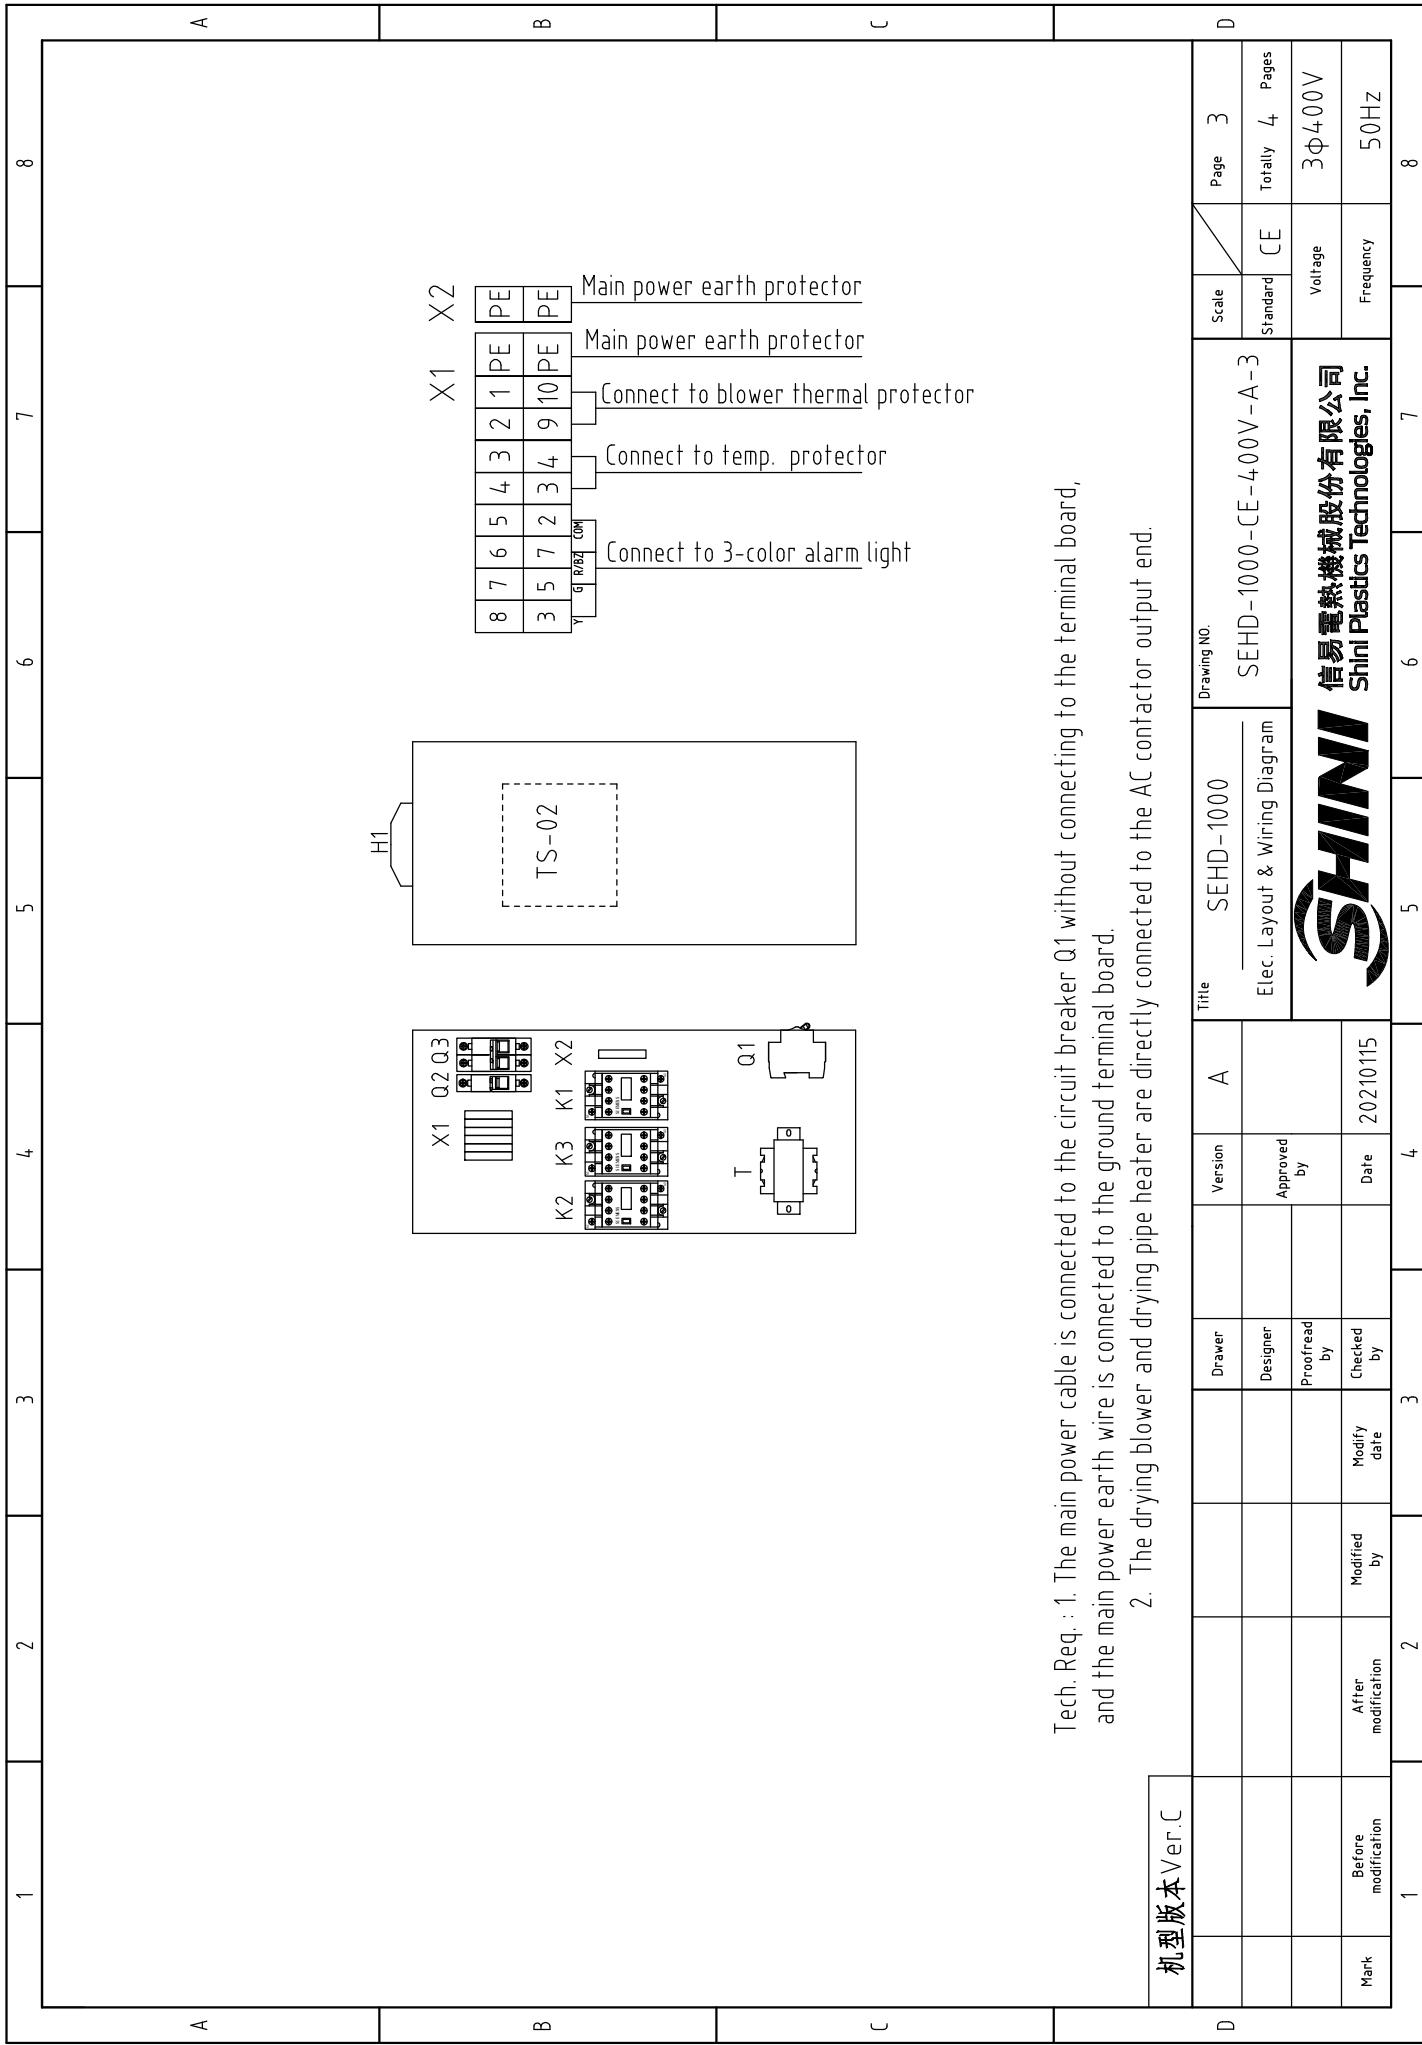 1 2 3 4 5 6 7 8
A
B
C
D
A
B
C
D
H1
X1 Q2 Q3
K2 K3 K1 X2
T Q1
TS-02
X1 X2
8 7 6 5 4 3 2 1 PE PE
3 5 7 2 3 4 9 10 PE PE
Y G R/BZ COM
Main power earth protector
Main power earth protector
Connect to blower thermal protector
Connect to temp. protector
Connect to 3-color alarm light
Tech. Req. : 1. The main power cable is connected to the circuit breaker Q1 without connecting to the terminal board,
and the main power earth wire is connected to the ground terminal board.
2. The drying blower and drying pipe heater are directly connected to the AC contactor output end.
机型版本Ver.C
Drawer
Version A
Title
SEHD-1000
Elec. Layout & Wiring Diagram
Drawing NO.
SEHD-1000-CE-400V-A-3
Scale
Page 3
Designer
Approved
by
Standard CE
Totally 4 Pages
Proofread
by
SHINI
信易電熱機械股份有限公司
Shini Plastics Technologies, Inc.
Voltage 3φ400V
Mark
Before
modification
After
modification
Modified
by
Modify
date
Checked
by
Date 20210115
Frequency 50Hz
1 2 3 4 5 6 7 8